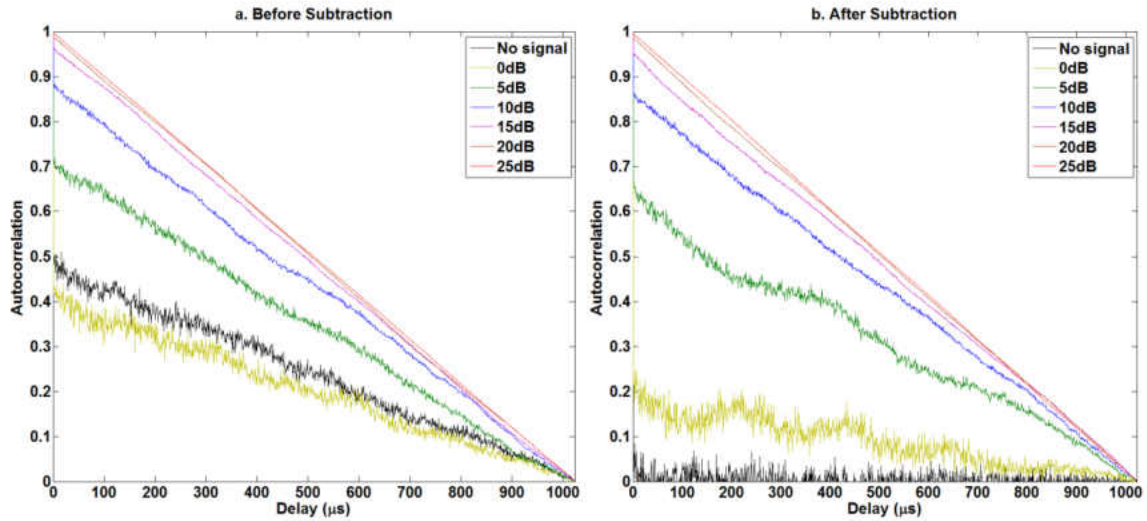 a. Before Subtraction
1
0.9
0.8
0.7
0.6
0.5
0.4
0.3
0.2
0.1
0
Autocorrelation
0 100 200 300 400 500 600 700 800 900 1000
Delay (μs)
No signal
0dB
5dB
10dB
15dB
20dB
25dB
b. After Subtraction
1
0.9
0.8
0.7
0.6
0.5
0.4
0.3
0.2
0.1
0
Autocorrelation
0 100 200 300 400 500 600 700 800 900 1000
Delay (μs)
No signal
0dB
5dB
10dB
15dB
20dB
25dB